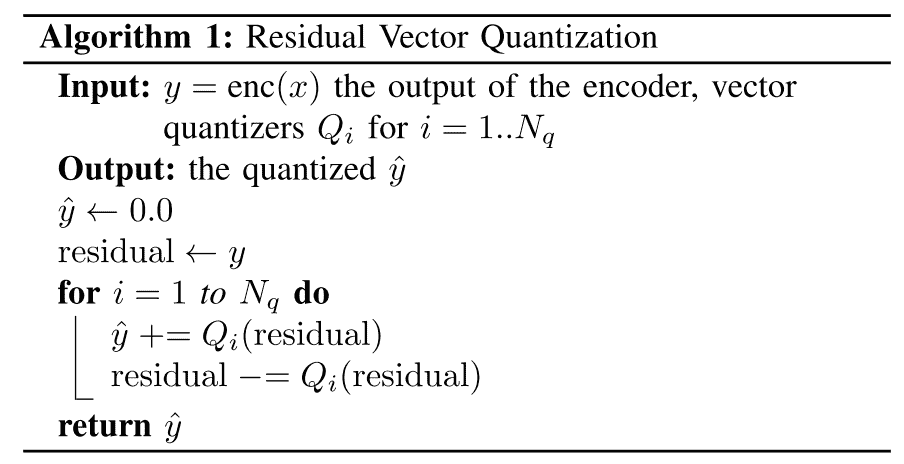 Algorithm 1: Residual Vector Quantization
Input: y = enc(x) the output of the encoder, vector
quantizers Q_i for i = 1..N_q
Output: the quantized ŷ
ŷ ← 0.0
residual ← y
for i = 1 to N_q do
ŷ += Q_i(residual)
residual −= Q_i(residual)
return ŷ